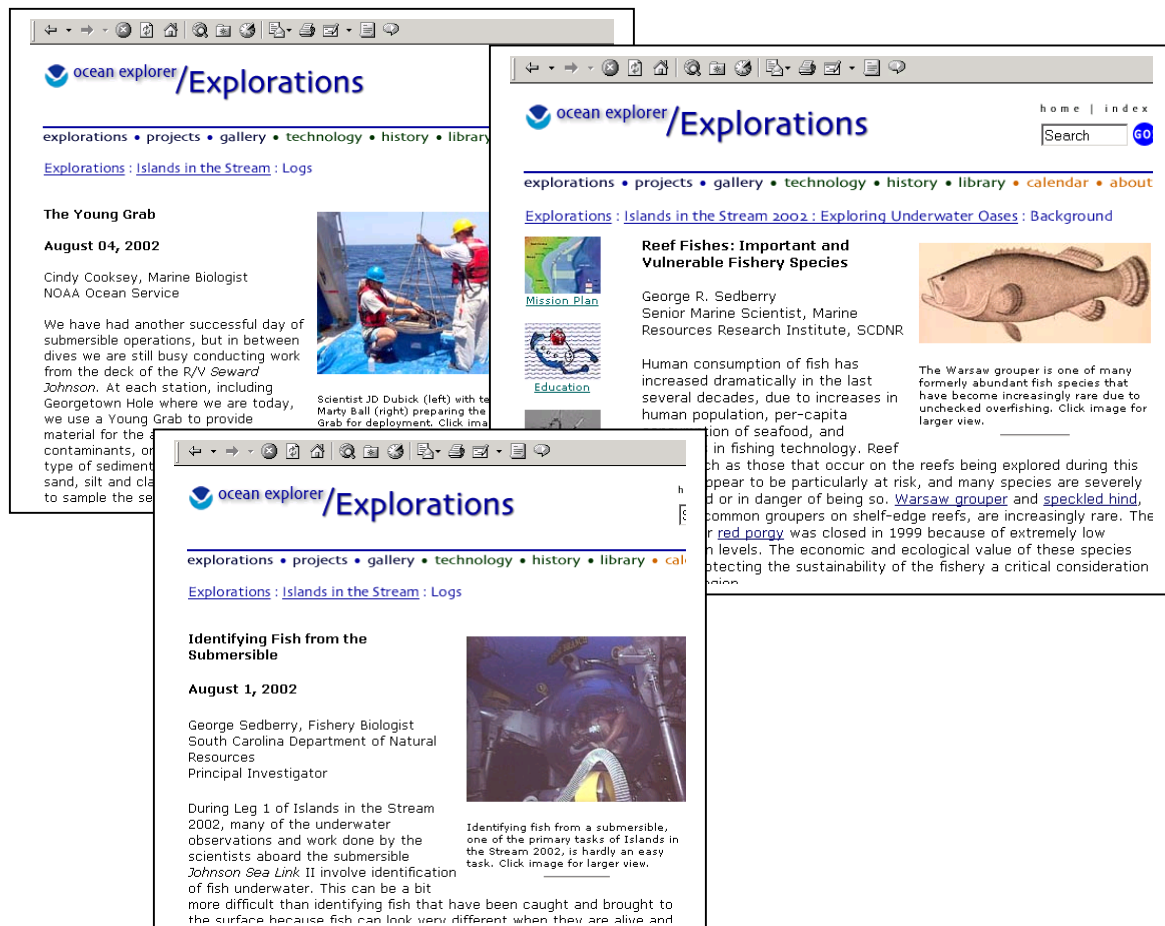 ocean explorer/Explorations
explorations • projects • gallery • technology • history • library
Explorations : Islands in the Stream : Logs
The Young Grab
August 04, 2002
Cindy Cooksey, Marine Biologist
NOAA Ocean Service
We have had another successful day of
submersible operations, but in between
dives we are still busy conducting work
from the deck of the R/V Seward
Johnson. At each station, including
Georgetown Hole where we are today,
we use a Young Grab to provide
material for the
contaminants, or
type of sediment
sand, silt and cla
to sample the se
Scientist JD Dubick (left) with te
Marty Ball (right) preparing the
Grab for deployment. Click ima
ocean explorer/Explorations
home | index
Search GO
explorations • projects • gallery • technology • history • library • calendar • about
Explorations : Islands in the Stream 2002 : Exploring Underwater Oases : Background
Mission Plan
Education
Reef Fishes: Important and
Vulnerable Fishery Species
George R. Sedberry
Senior Marine Scientist, Marine
Resources Research Institute, SCDNR
Human consumption of fish has
increased dramatically in the last
several decades, due to increases in
human population, per-capita
tion of seafood, and
in fishing technology. Reef
ch as those that occur on the reefs being explored during this
ppear to be particularly at risk, and many species are severely
d or in danger of being so. Warsaw grouper and speckled hind,
common groupers on shelf-edge reefs, are increasingly rare. The
r red porgy was closed in 1999 because of extremely low
n levels. The economic and ecological value of these species
otecting the sustainability of the fishery a critical consideration
The Warsaw grouper is one of many
formerly abundant fish species that
have become increasingly rare due to
unchecked overfishing. Click image for
larger view.
ocean explorer/Explorations
h
explorations • projects • gallery • technology • history • library • cal
Explorations : Islands in the Stream : Logs
Identifying Fish from the
Submersible
August 1, 2002
George Sedberry, Fishery Biologist
South Carolina Department of Natural
Resources
Principal Investigator
During Leg 1 of Islands in the Stream
2002, many of the underwater
observations and work done by the
scientists aboard the submersible
Johnson Sea Link II involve identification
of fish underwater. This can be a bit
more difficult than identifying fish that have been caught and brought to
the surface because fish can look very different when they are alive and
Identifying fish from a submersible,
one of the primary tasks of Islands in
the Stream 2002, is hardly an easy
task. Click image for larger view.